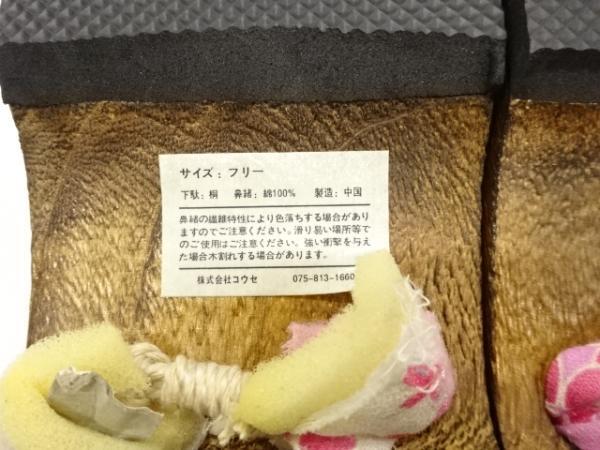 サイズ：フリー
下駄：桐　鼻緒：綿100%　製造：中国
鼻緒の繊維特性により色落ちする場合があり
ますのでご注意ください。滑り易い場所等で
のご使用はご注意ください。強い衝撃を与え
た場合木割れする場合があります。
株式会社コウセ　075-813-1660